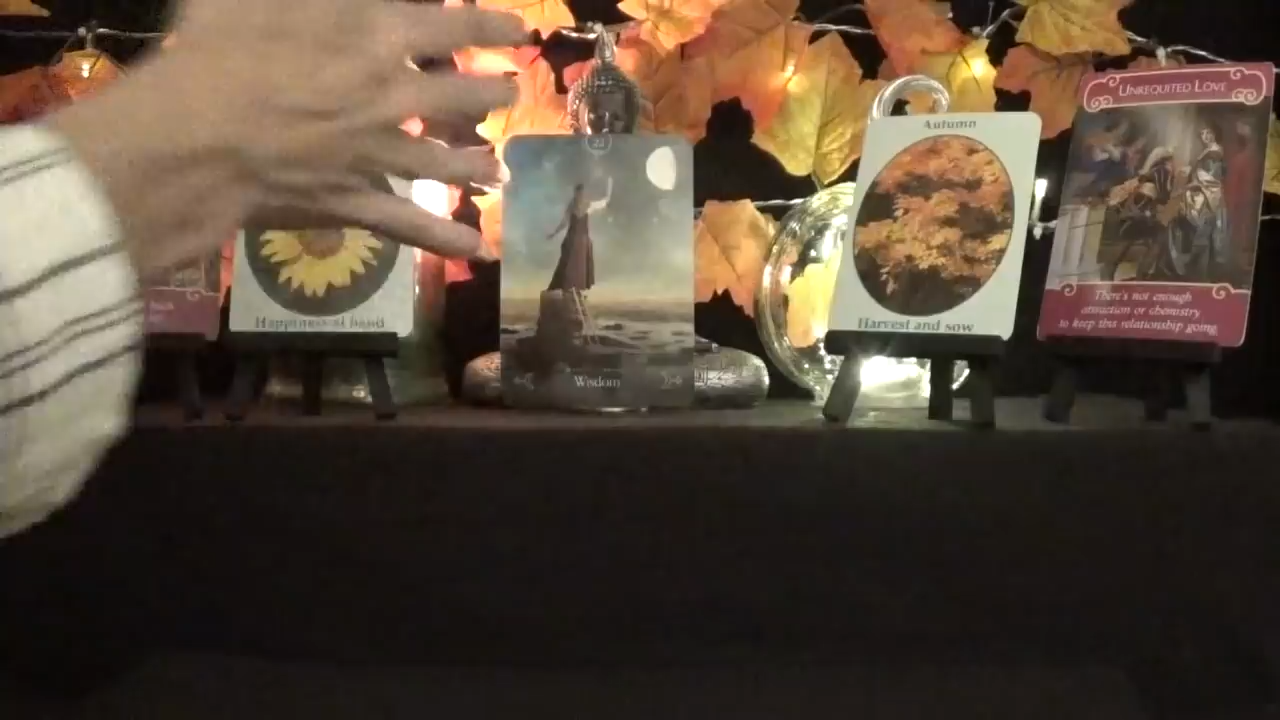 Happiness at hand
22
Wisdom
Autumn
Harvest and sow
UNREQUITED LOVE
There's not enough
attraction or chemistry
to keep this relationship going